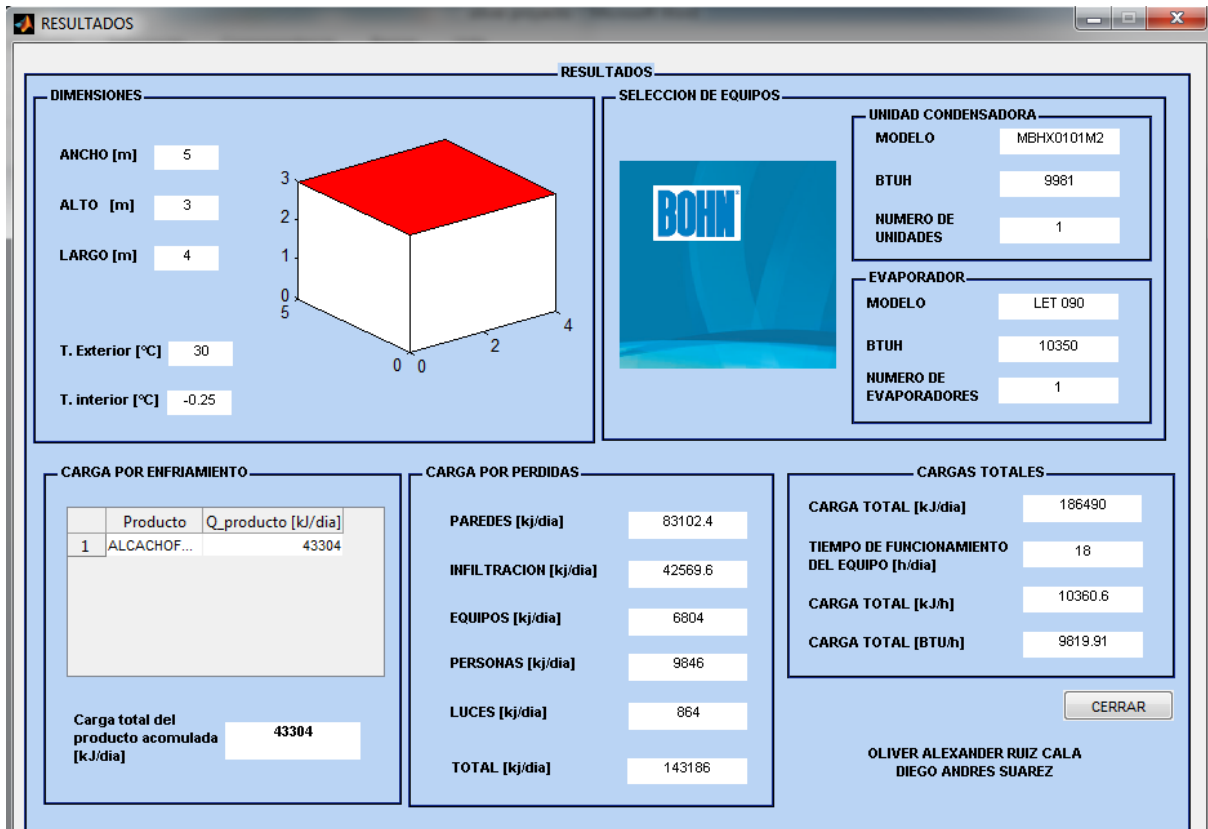 RESULTADOS
RESULTADOS
DIMENSIONES
ANCHO [m] 5
ALTO [m] 3
LARGO [m] 4
T. Exterior [°C] 30
T. interior [°C] -0.25
3
2
1
0
5
0 0
2
4
SELECCION DE EQUIPOS
BOHN
UNIDAD CONDENSADORA
MODELO MBHX0101M2
BTUH 9981
NUMERO DE
UNIDADES 1
EVAPORADOR
MODELO LET 090
BTUH 10350
NUMERO DE
EVAPORADORES 1
CARGA POR ENFRIAMIENTO
Producto Q_producto [kJ/dia]
1 ALCACHOF... 43304
Carga total del
producto acomulada
[kJ/dia] 43304
CARGA POR PERDIDAS
PAREDES [kj/dia] 83102.4
INFILTRACION [kj/dia] 42569.6
EQUIPOS [kj/dia] 6804
PERSONAS [kj/dia] 9846
LUCES [kj/dia] 864
TOTAL [kj/dia] 143186
CARGAS TOTALES
CARGA TOTAL [kJ/dia] 186490
TIEMPO DE FUNCIONAMIENTO
DEL EQUIPO [h/dia] 18
CARGA TOTAL [kJ/h] 10360.6
CARGA TOTAL [BTU/h] 9819.91
CERRAR
OLIVER ALEXANDER RUIZ CALA
DIEGO ANDRES SUAREZ